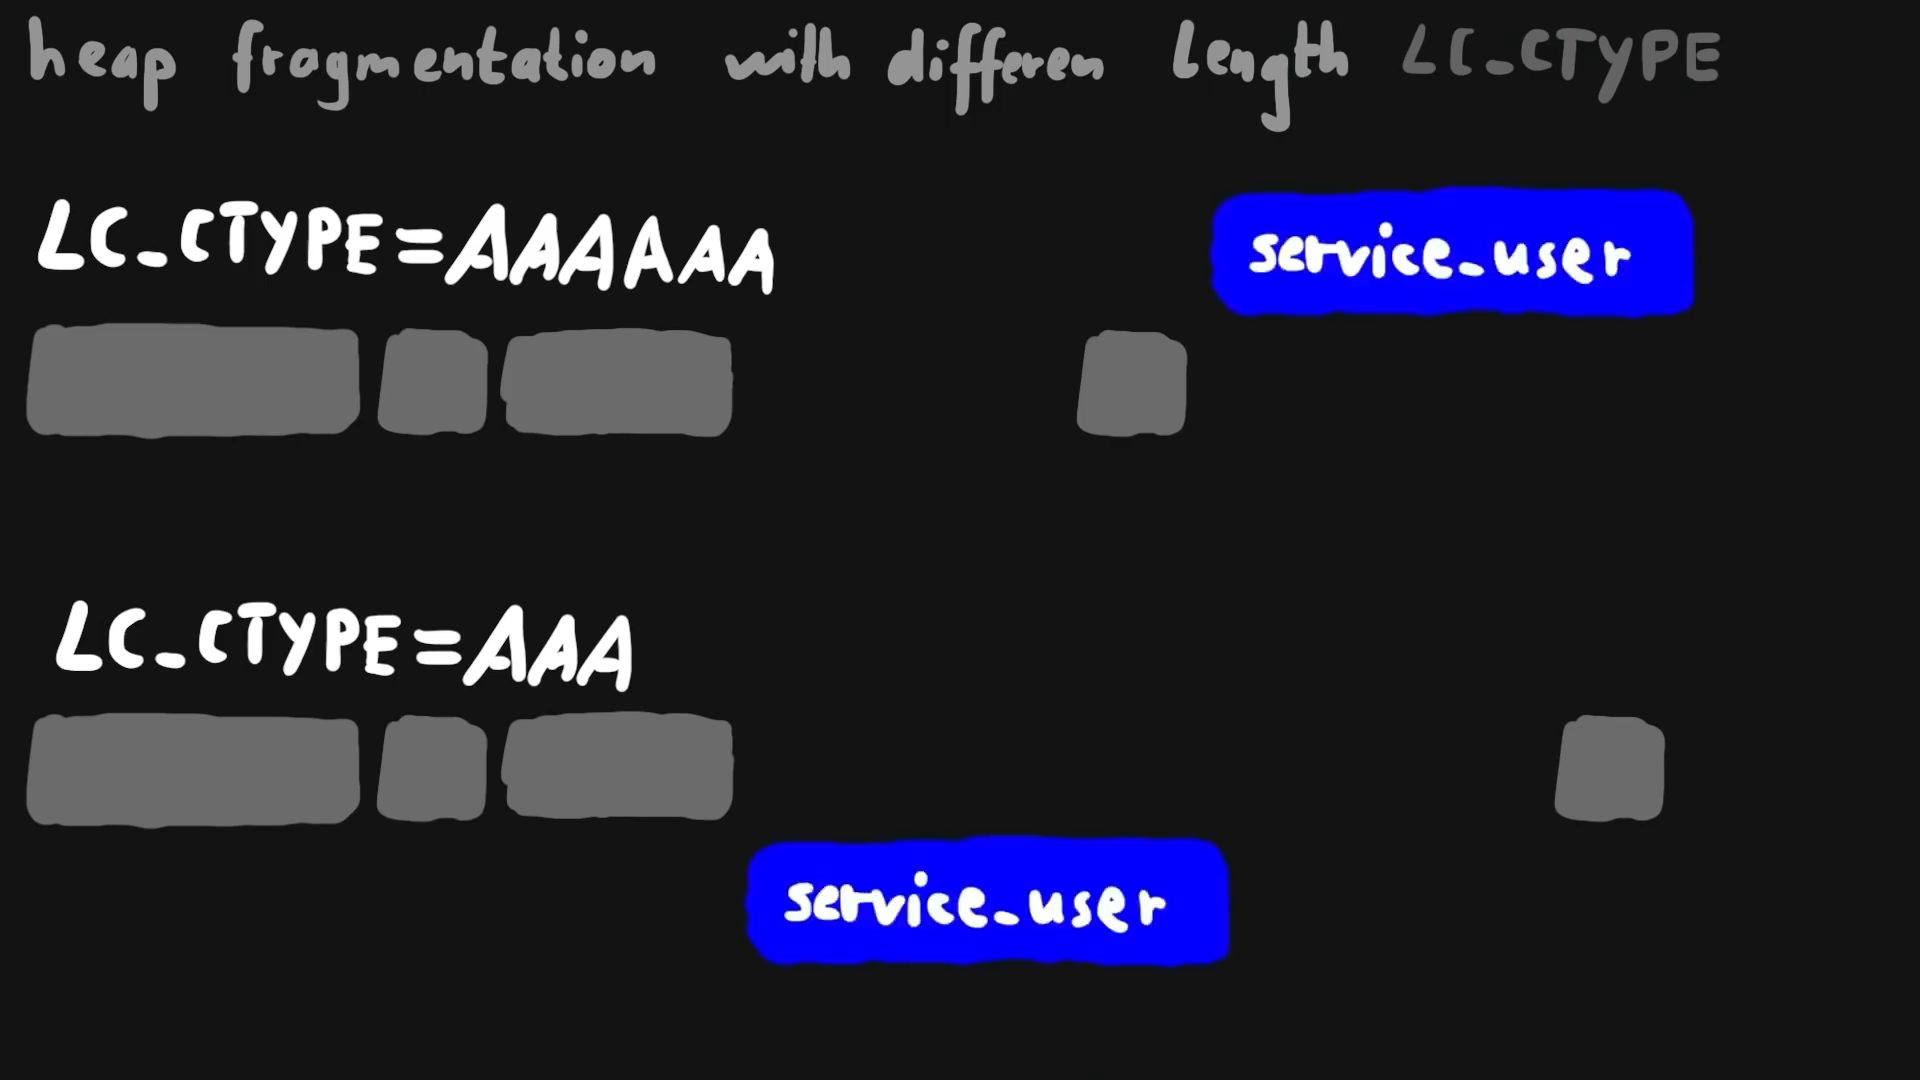 heap fragmentation with differen Length LC_CTYPE
LC_CTYPE=AAAAAA
service_user
LC_CTYPE=AAA
service_user